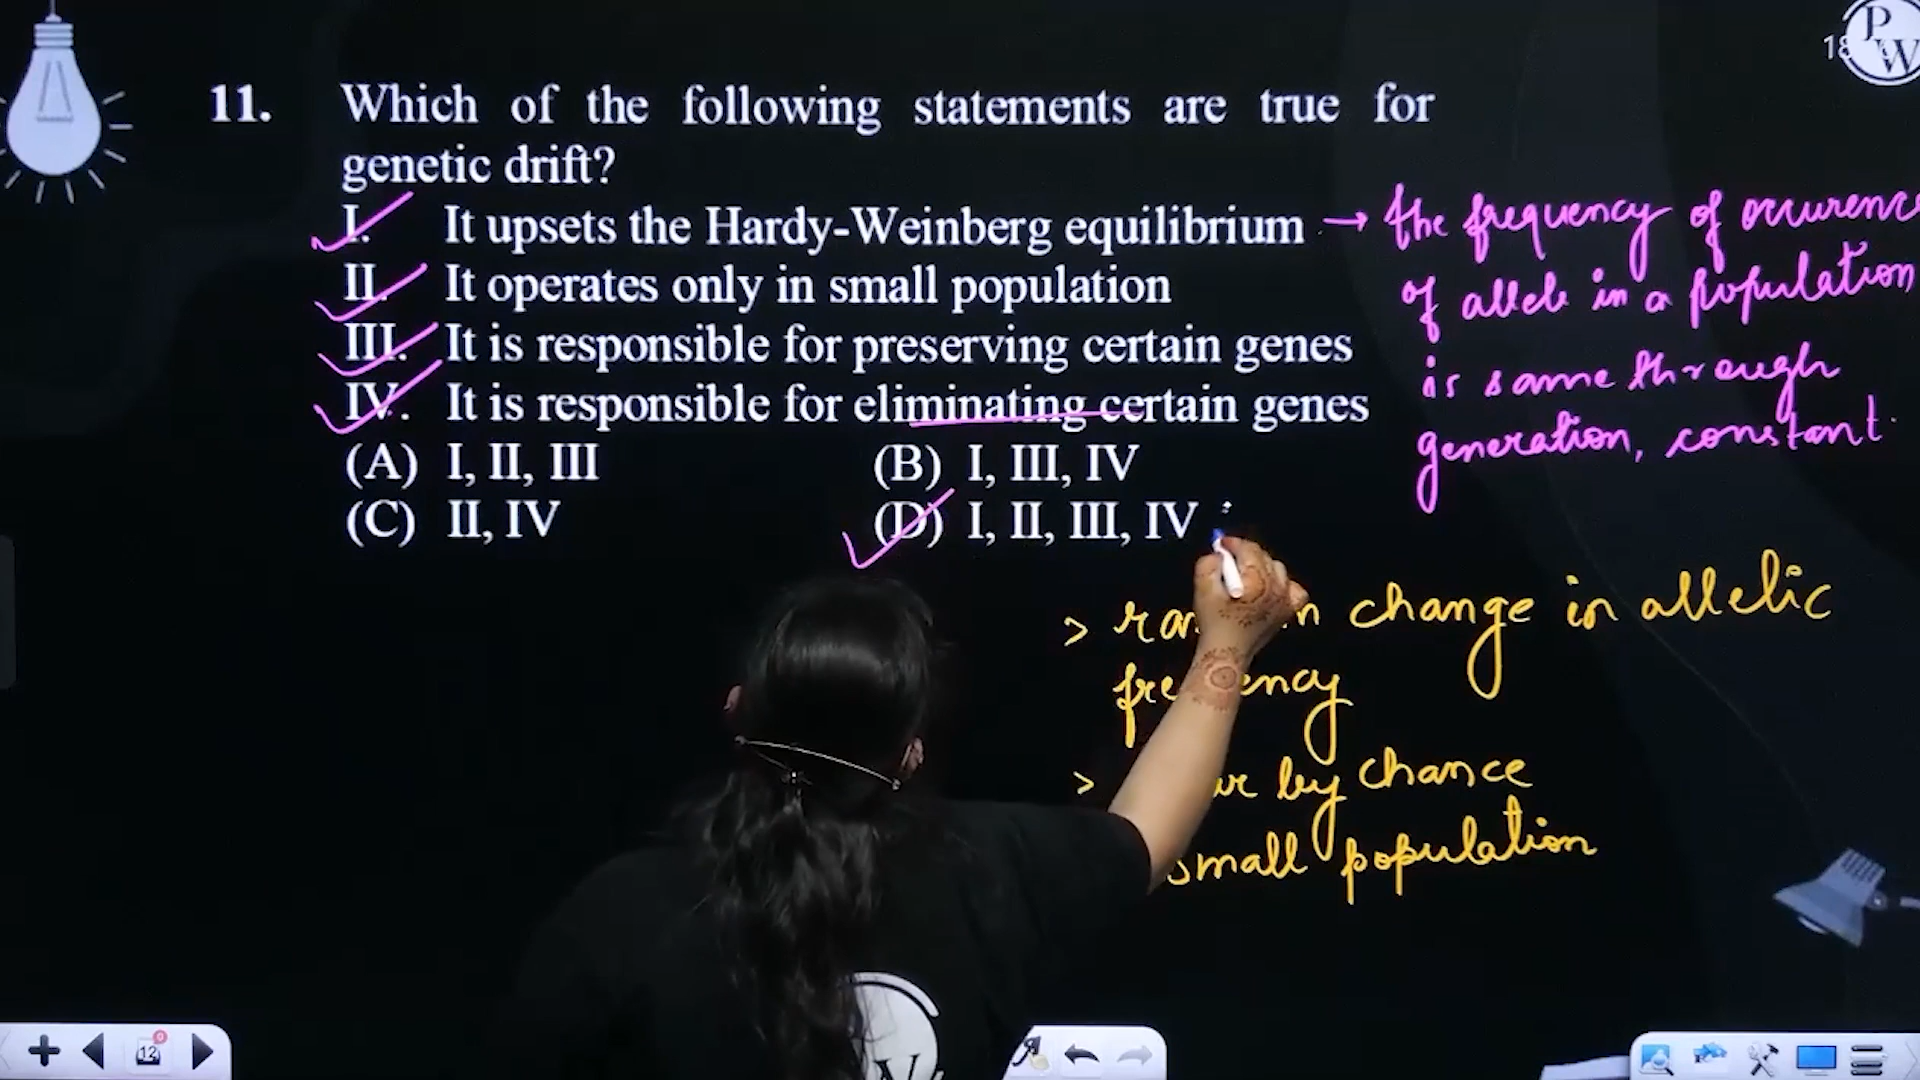 P
W
18
11. Which of the following statements are true for
genetic drift?
I. It upsets the Hardy-Weinberg equilibrium → the frequency of occurenc
II. It operates only in small population
of allele in a population
III. It is responsible for preserving certain genes
is same through
IV. It is responsible for eliminating certain genes
generation, constant.
(A) I, II, III (B) I, III, IV
(C) II, IV (D) I, II, III, IV
> change in allelic
> by chance
small population
12